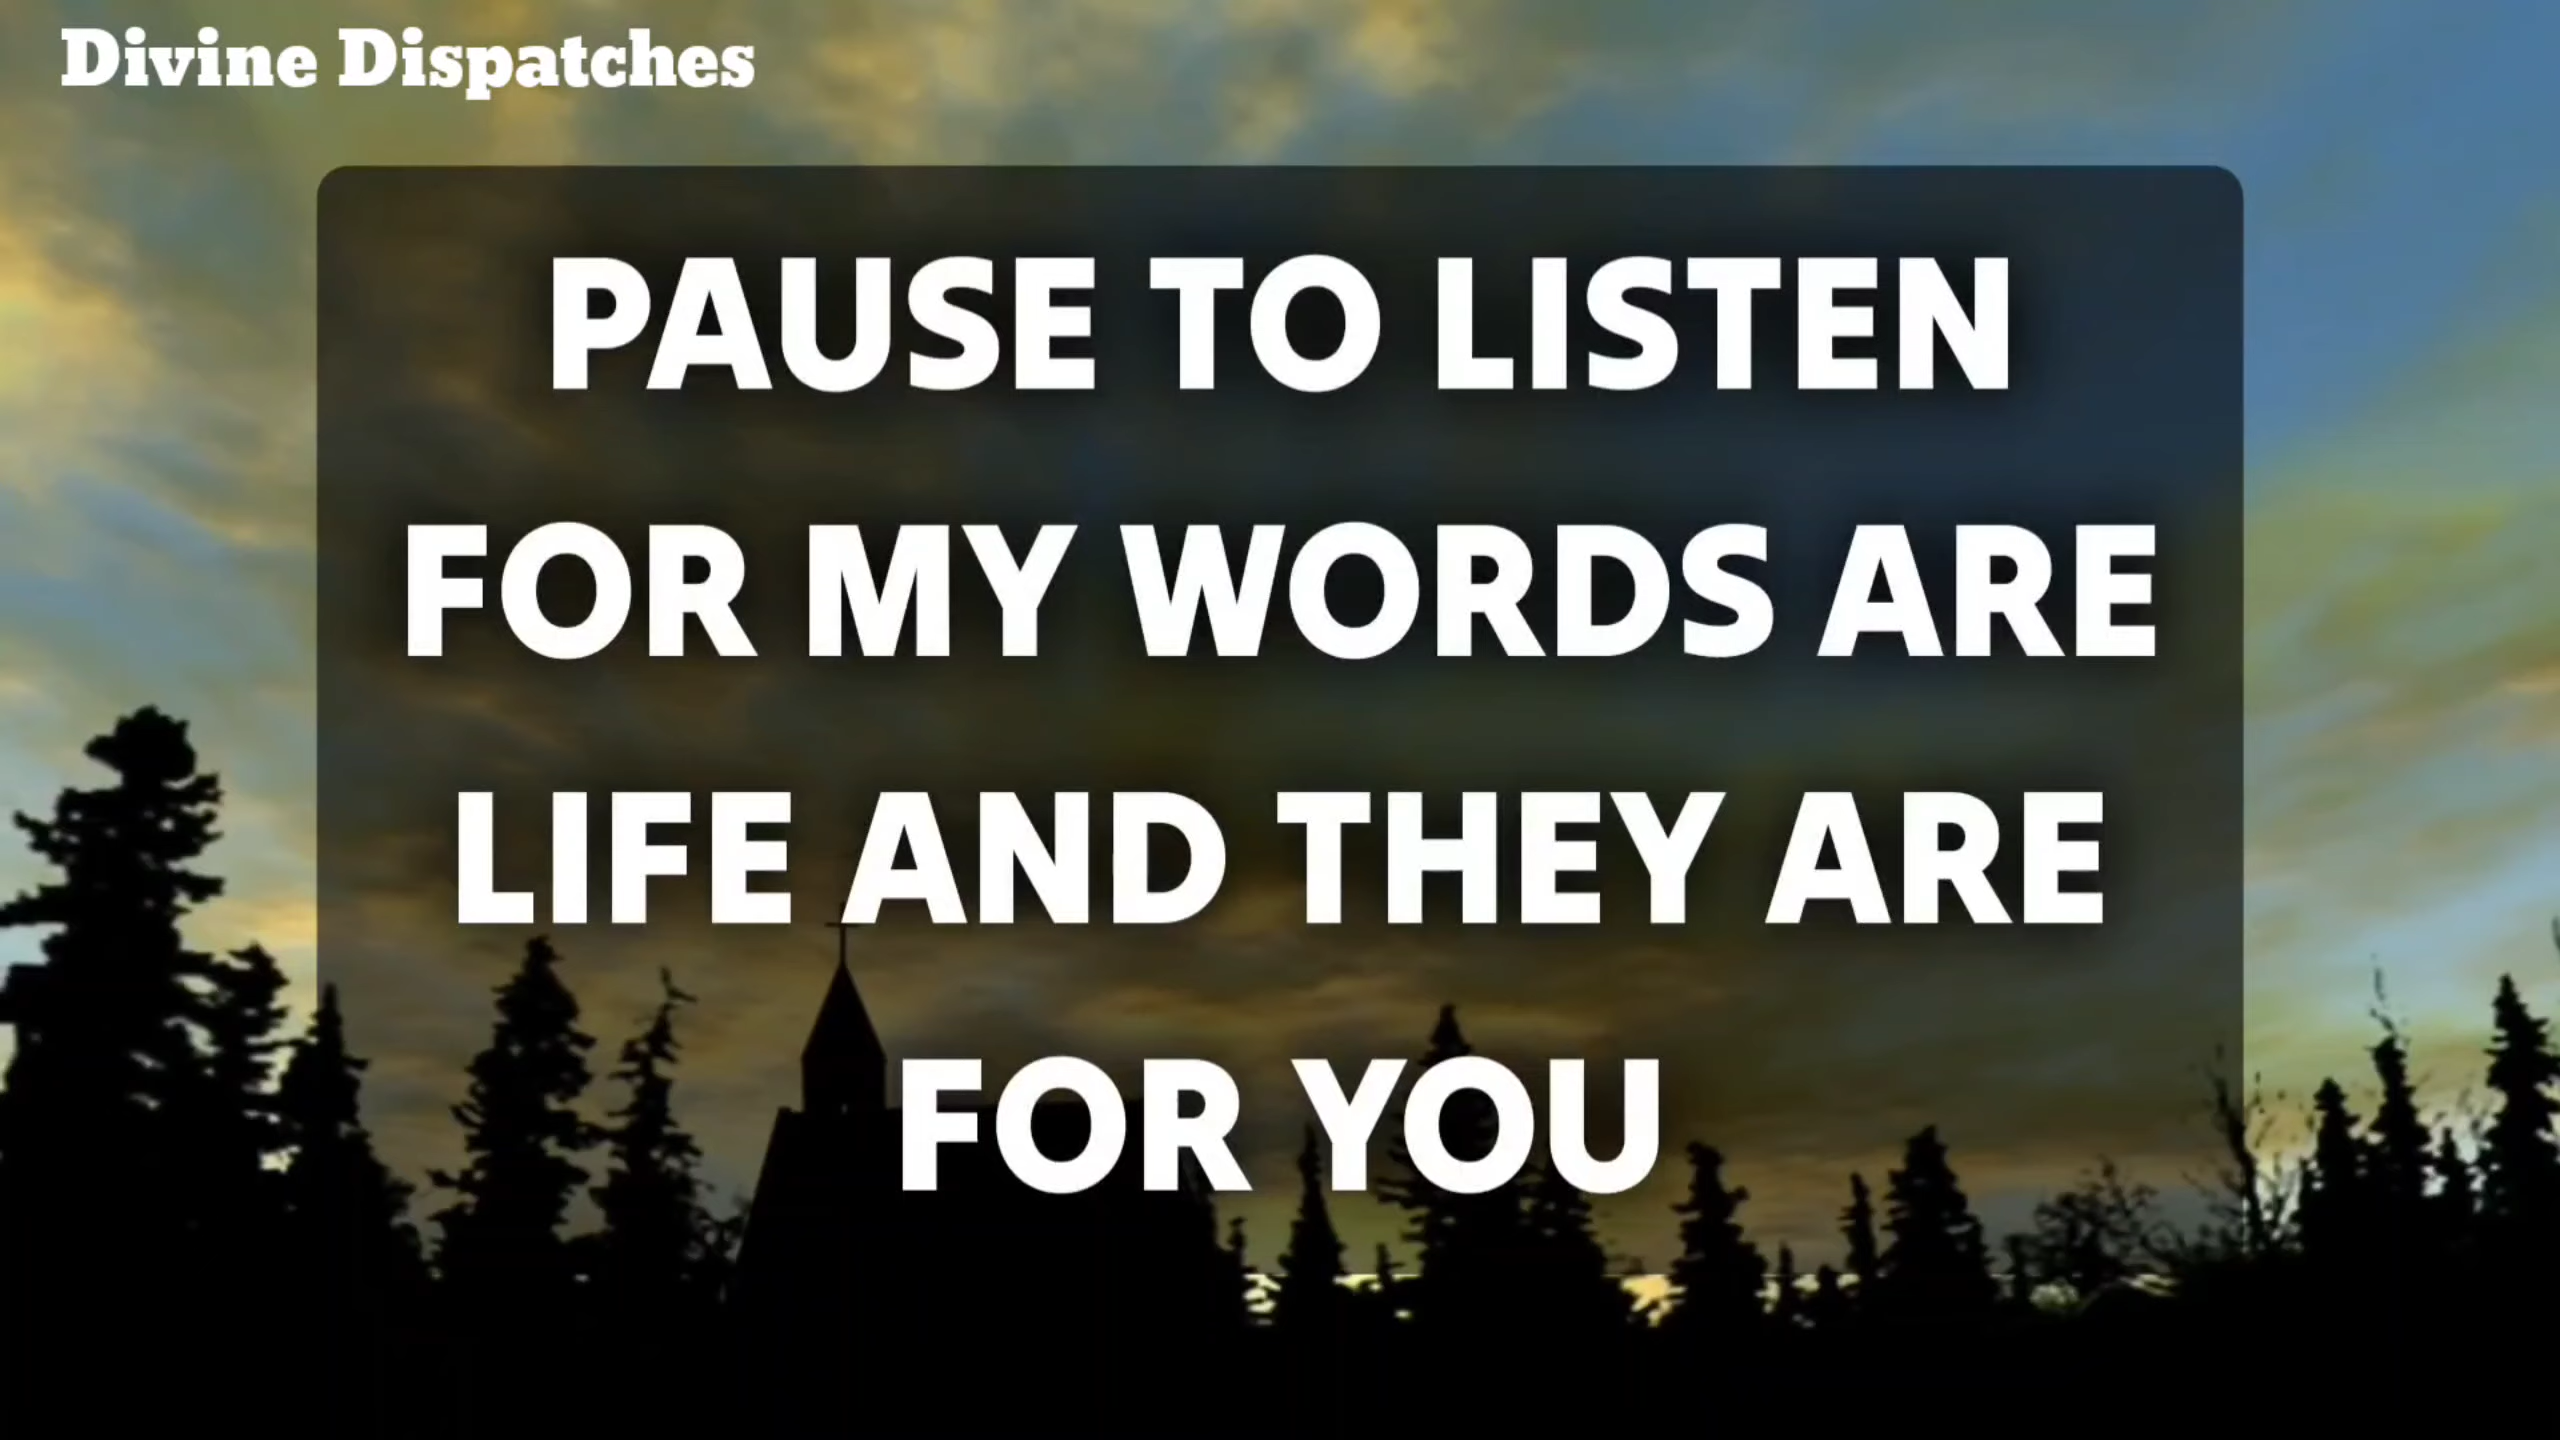 Divine Dispatches
PAUSE TO LISTEN
FOR MY WORDS ARE
LIFE AND THEY ARE
FOR YOU